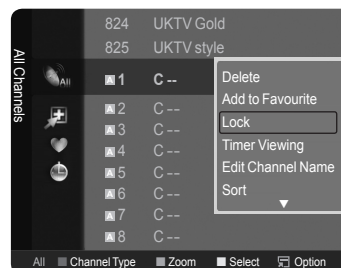 824 UKTV Gold
825 UKTV style
All Channels
All
A 1 C --
A 2 C --
A 3 C --
A 4 C --
A 5 C --
A 6 C --
A 7 C --
A 8 C --
Delete
Add to Favourite
Lock
Timer Viewing
Edit Channel Name
Sort
All Channel Type Zoom Select Option